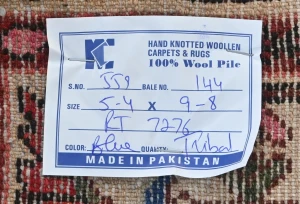 KC
HAND KNOTTED WOOLLEN
CARPETS & RUGS
100% Wool Pile
S.NO. 559 BALE NO. 144
SIZE 5-4 X 9-8
RT 7276
COLOR: Blue QUALITY: Tribal
MADE IN PAKISTAN